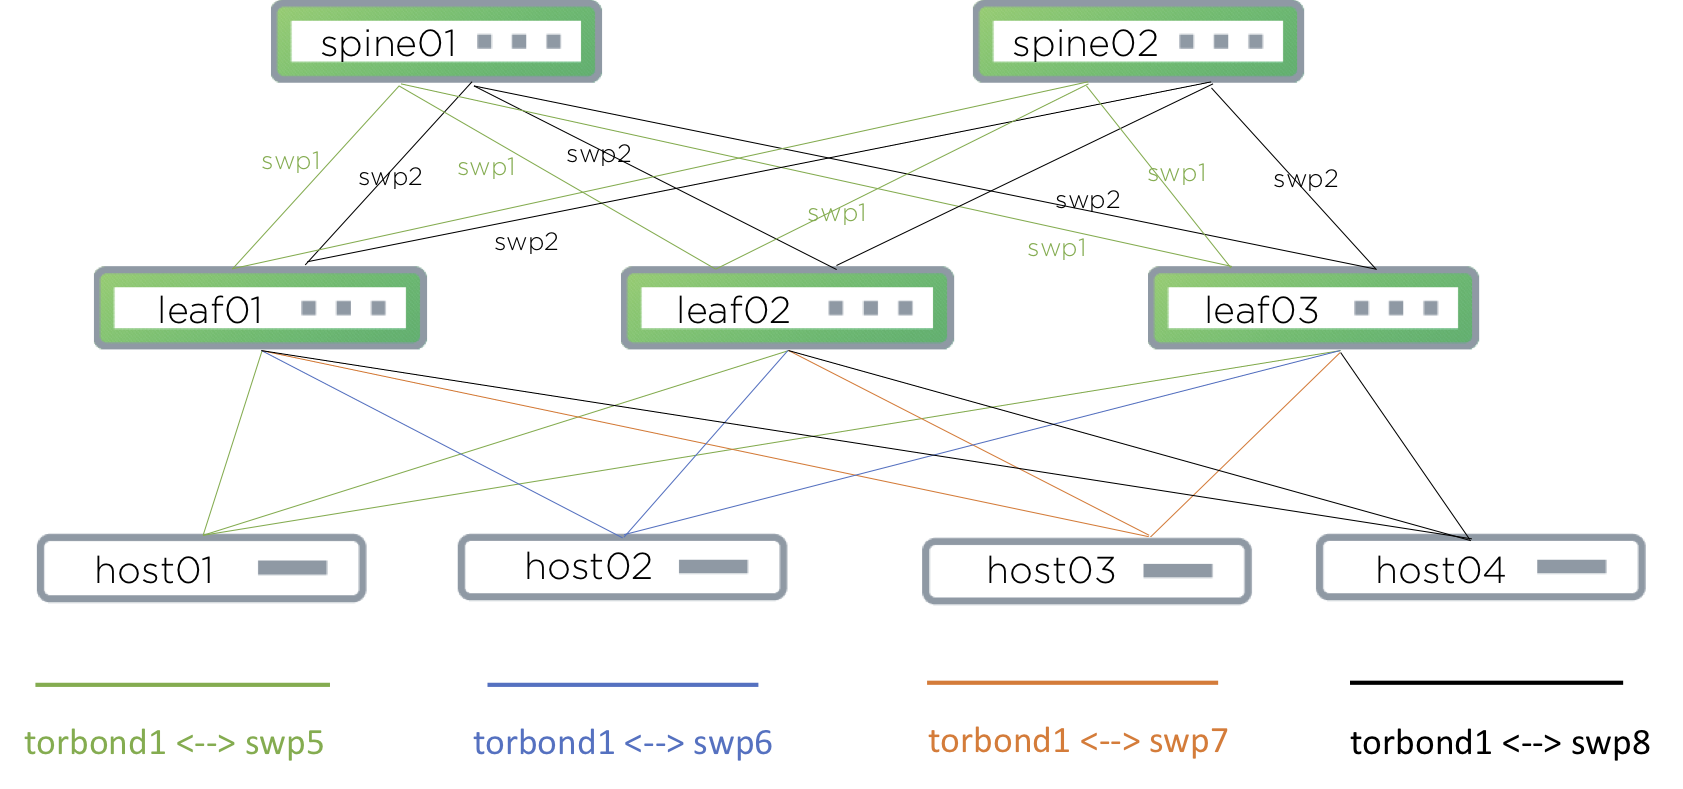 spine01
spine02
swp1
swp2
swp1
swp2
swp1
swp2
swp2
swp1
swp2
swp1
leaf01
leaf02
leaf03
host01
host02
host03
host04
torbond1 <--> swp5
torbond1 <--> swp6
torbond1 <--> swp7
torbond1 <--> swp8